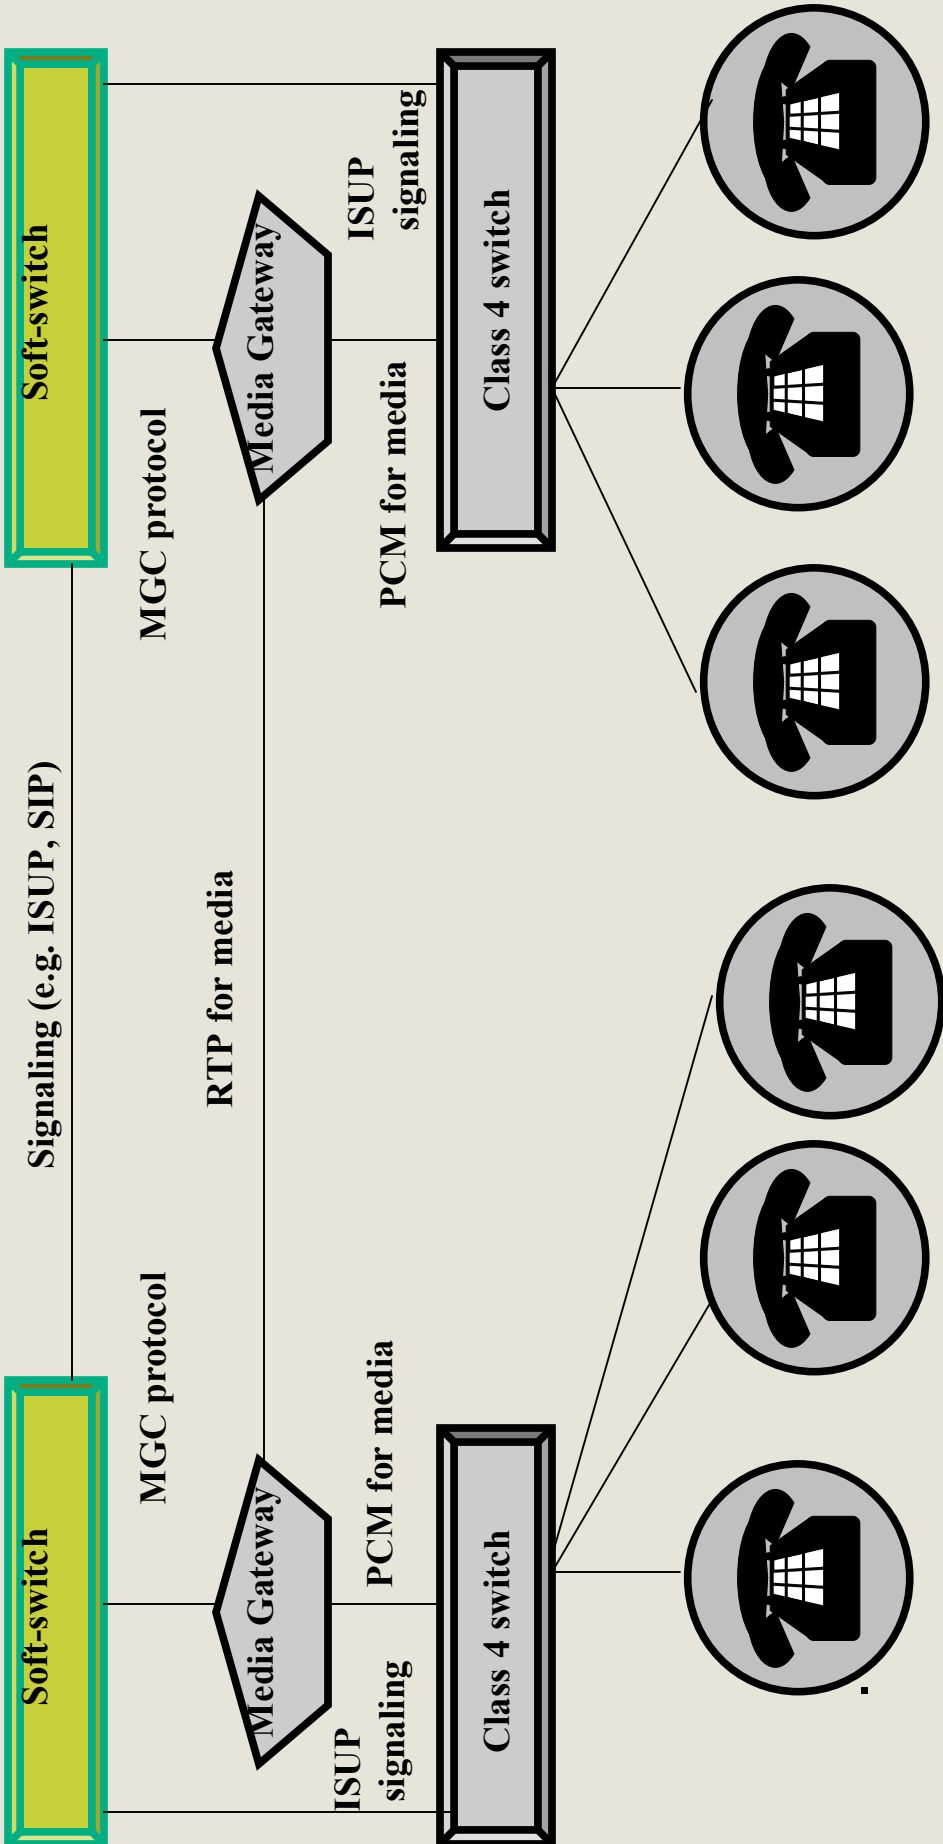 Soft-switch
Signaling (e.g. ISUP, SIP)
Soft-switch
MGC protocol
MGC protocol
RTP for media
Media Gateway
Media Gateway
ISUP
signaling
PCM for media
PCM for media
ISUP
signaling
Class 4 switch
Class 4 switch